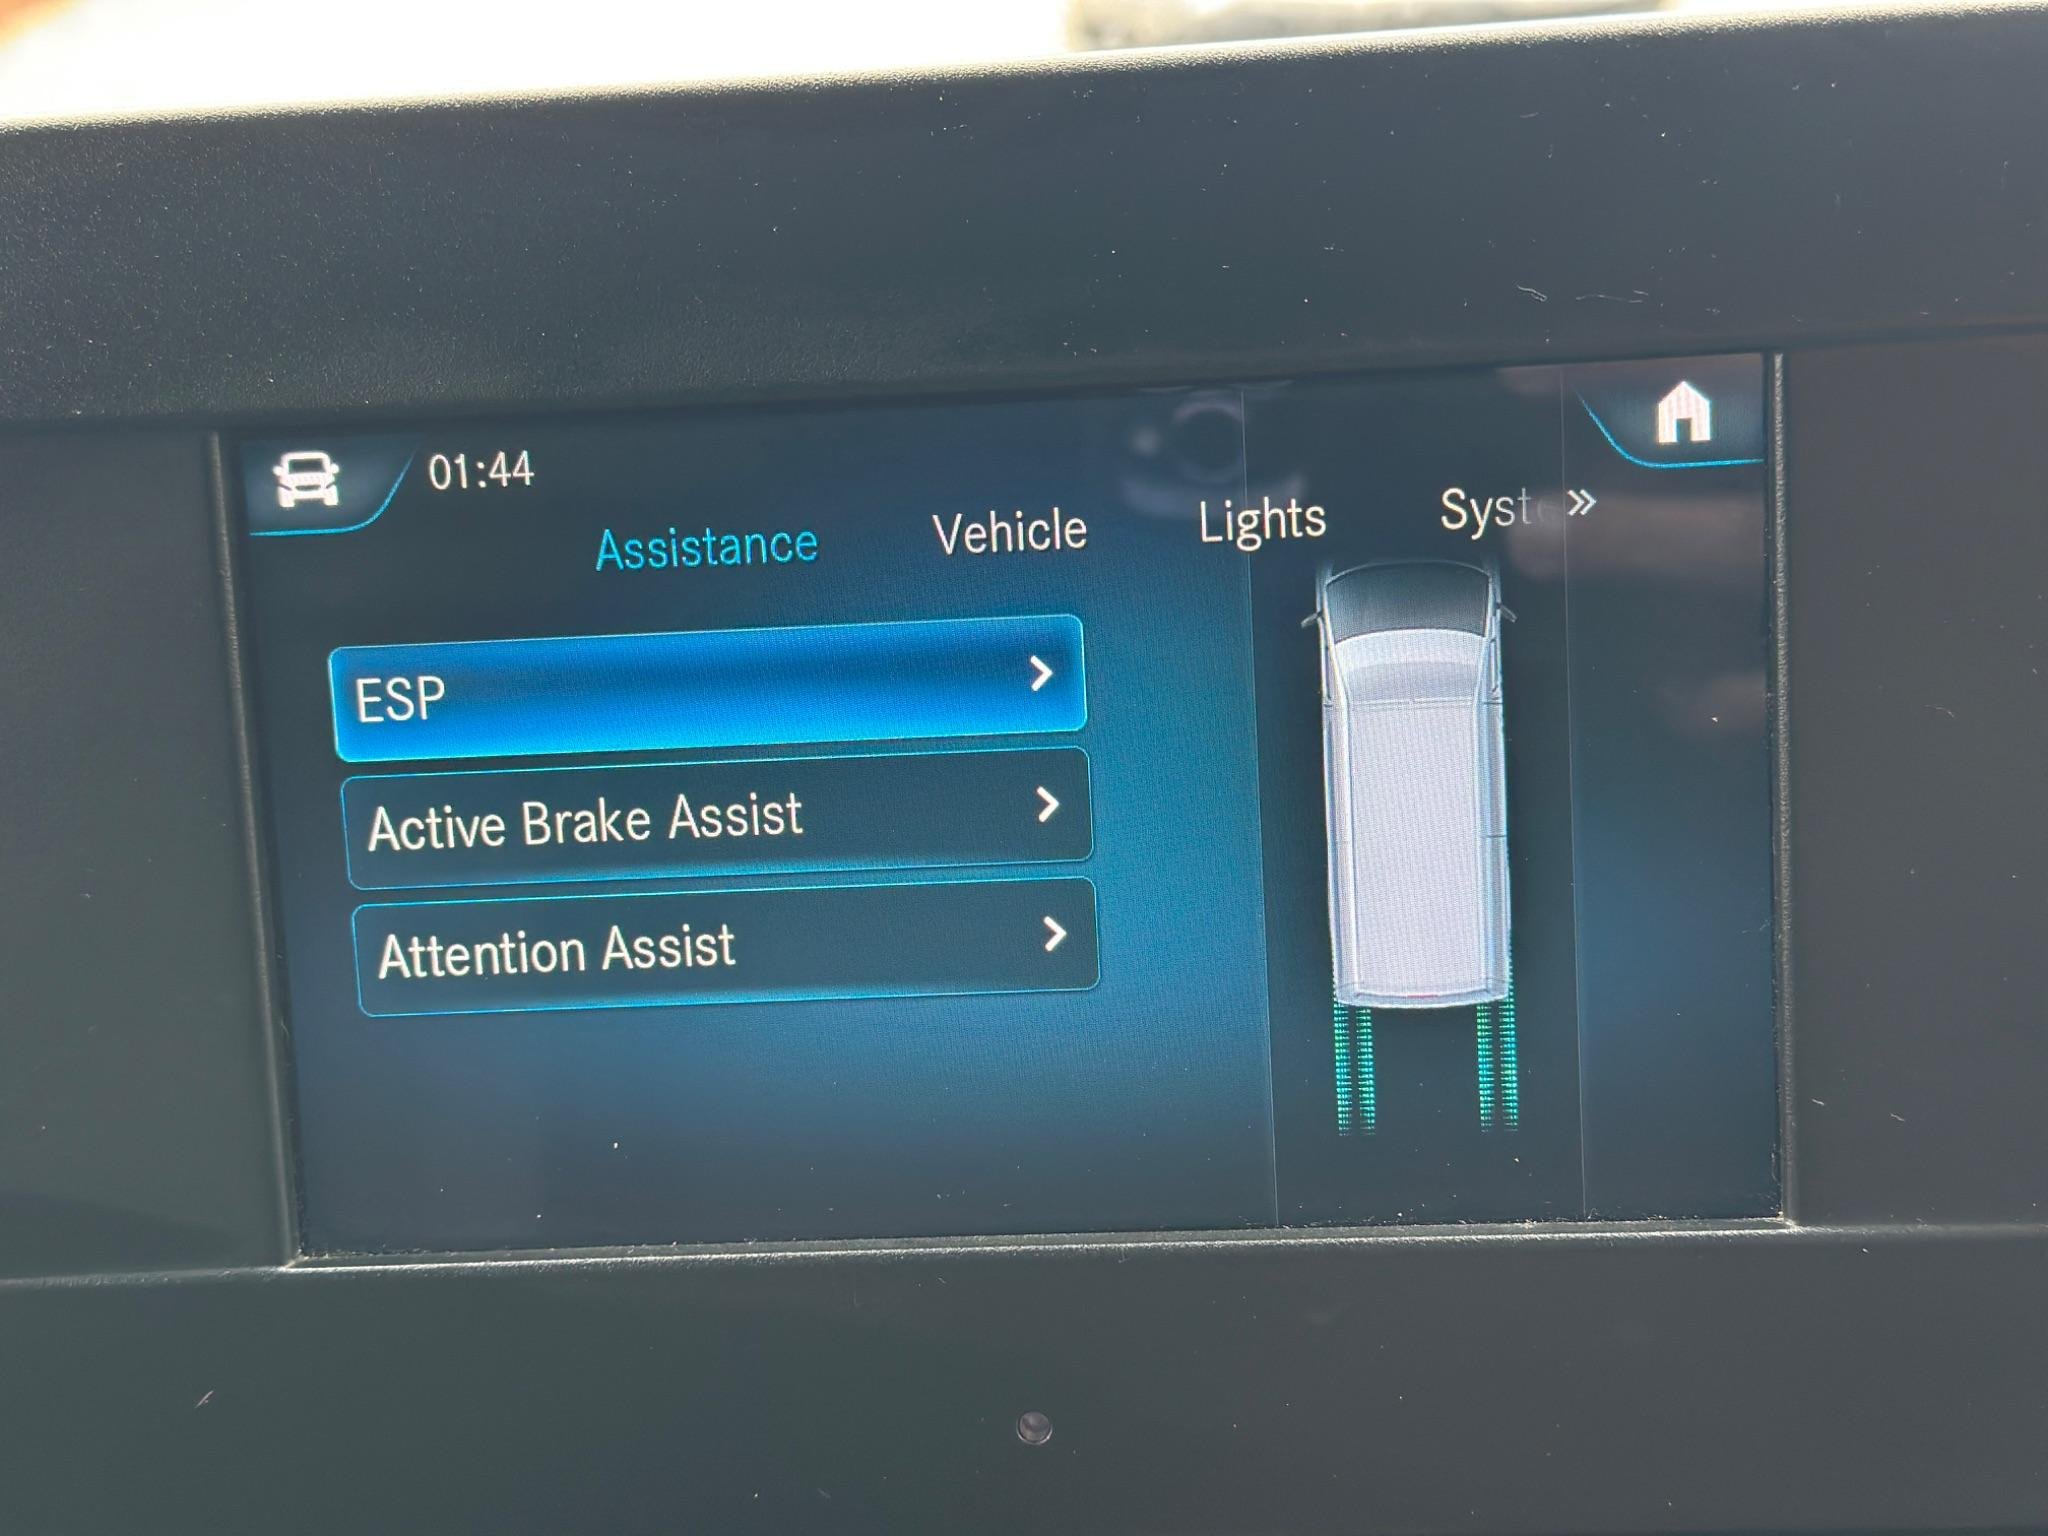 01:44
Assistance Vehicle Lights Syst »
ESP
Active Brake Assist
Attention Assist